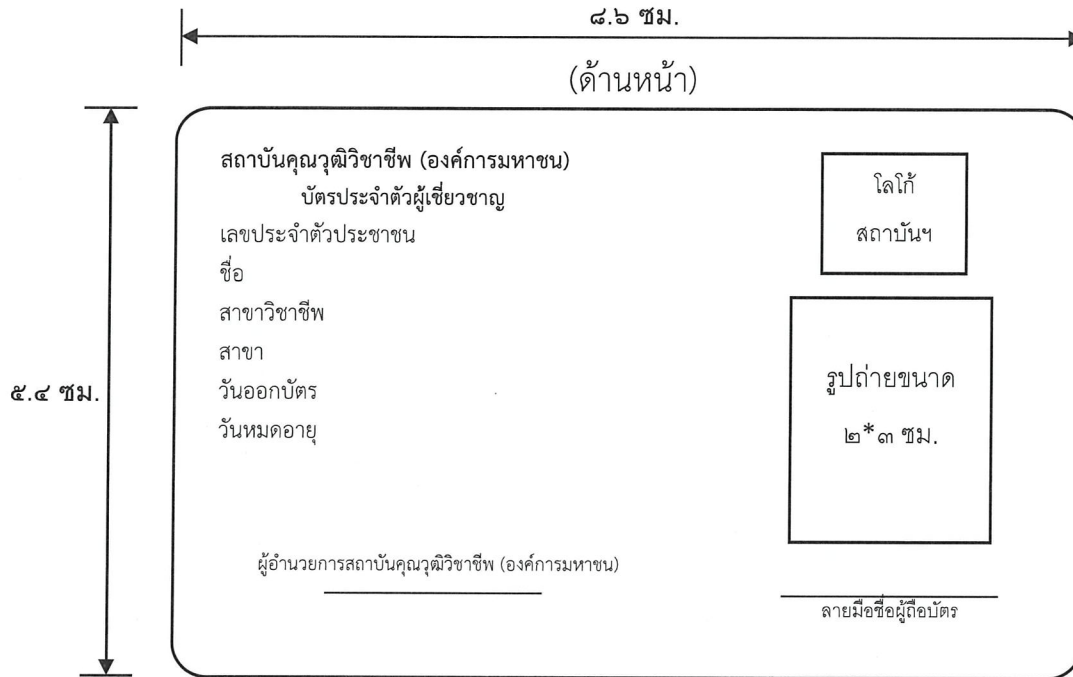 ๘.๖ ซม.
(ด้านหน้า)
สถาบันคุณวุฒิวิชาชีพ (องค์การมหาชน)
บัตรประจำตัวผู้เชี่ยวชาญ
เลขประจำตัวประชาชน
ชื่อ
สาขาวิชาชีพ
สาขา
วันออกบัตร
วันหมดอายุ
โลโก้
สถาบันฯ
รูปถ่ายขนาด
๒*๓ ซม.
๕.๔ ซม.
ผู้อำนวยการสถาบันคุณวุฒิวิชาชีพ (องค์การมหาชน)
ลายมือชื่อผู้ถือบัตร